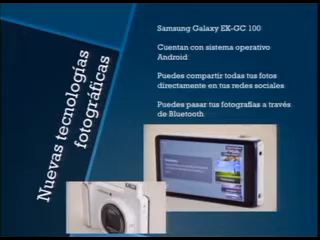 Nuevas tecnologías
fotográficas
Samsung Galaxy EK-GC 100
Cuentan con sistema operativo
Android
Puedes compartir todas tus fotos
directamente en tus redes sociales
Puedes pasar tus fotografías a través
de Bluetooth